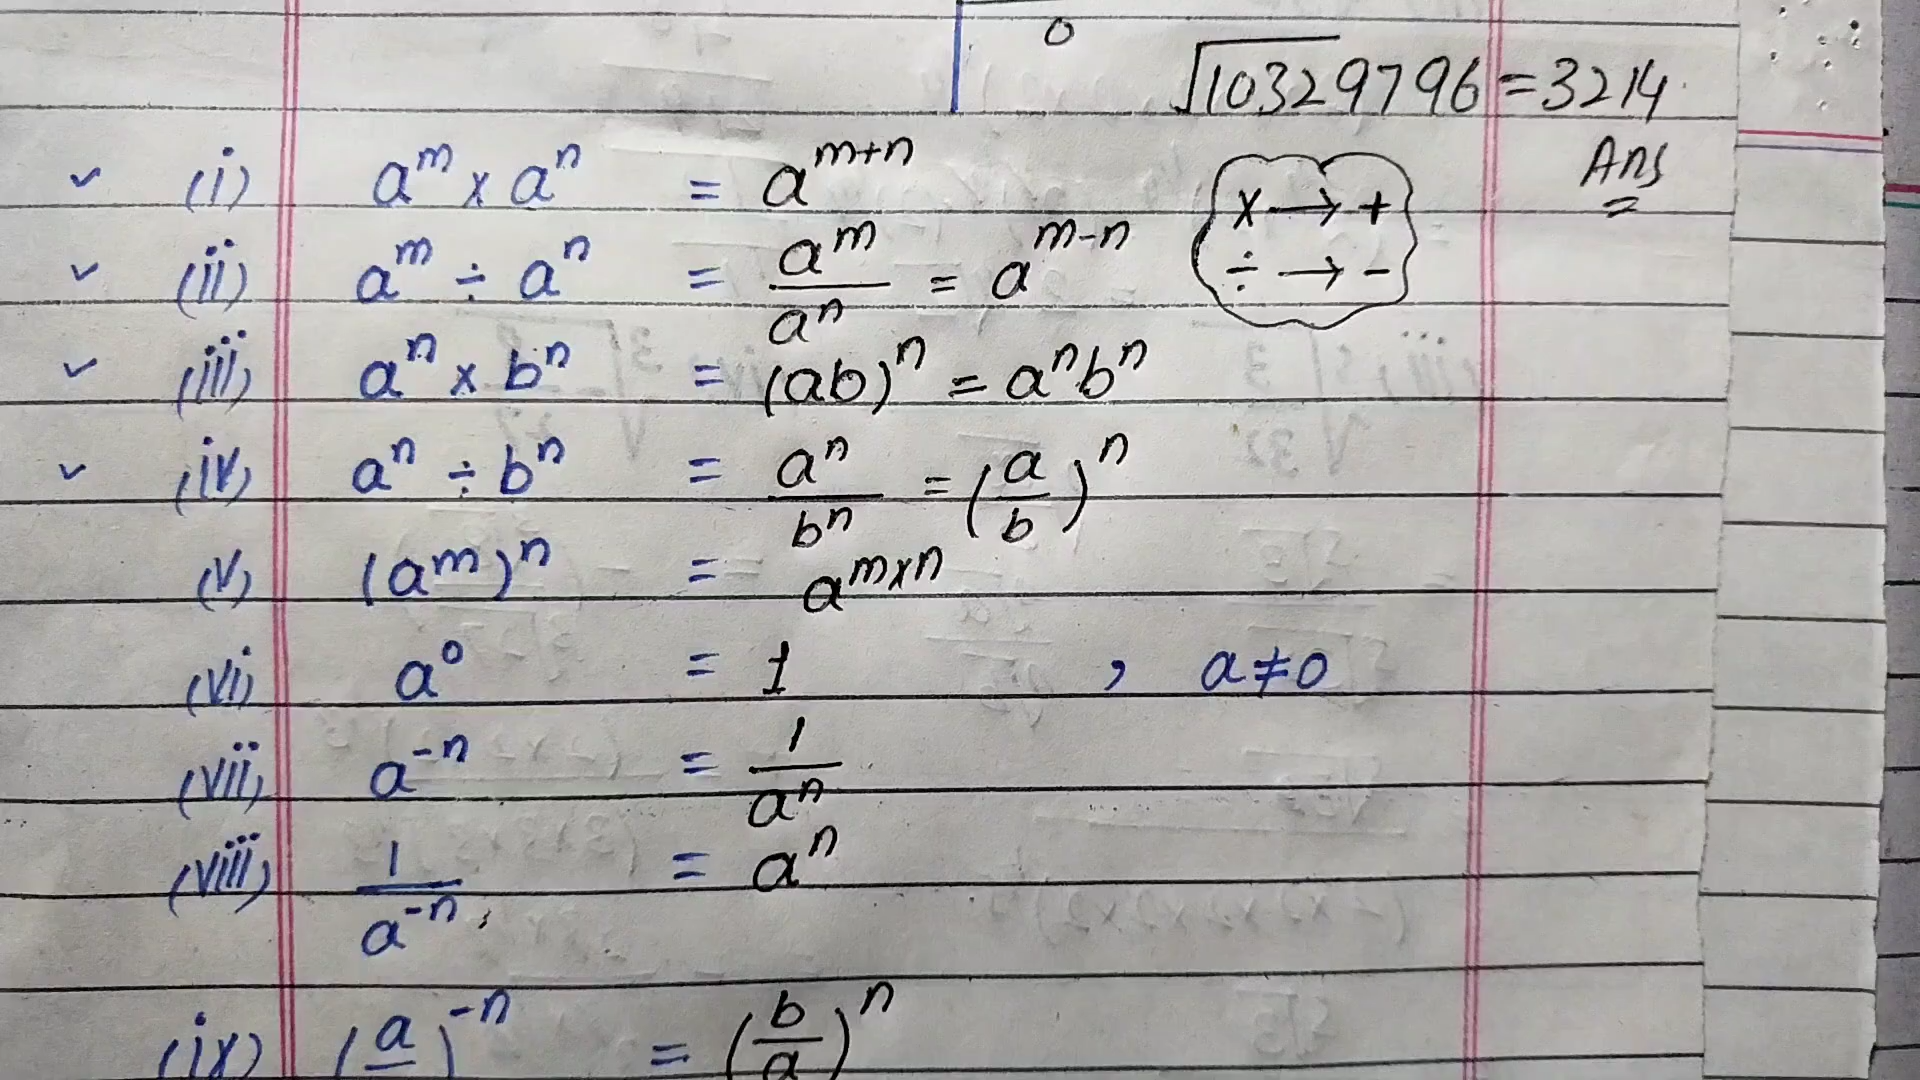 0
√10329796 = 3214
Ans
(i) a^m × a^n = a^(m+n)
× → +
(ii) a^m ÷ a^n = a^m/a^n = a^(m-n)
÷ → -
(iii) a^n × b^n = (ab)^n = a^n b^n
(iv) a^n ÷ b^n = a^n/b^n = (a/b)^n
(v) (a^m)^n = a^(m×n)
(vi) a^0 = 1 , a ≠ 0
(vii) a^-n = 1/a^n
(viii) 1/a^-n = a^n
(ix) (a/ )^-n = (b/a)^n